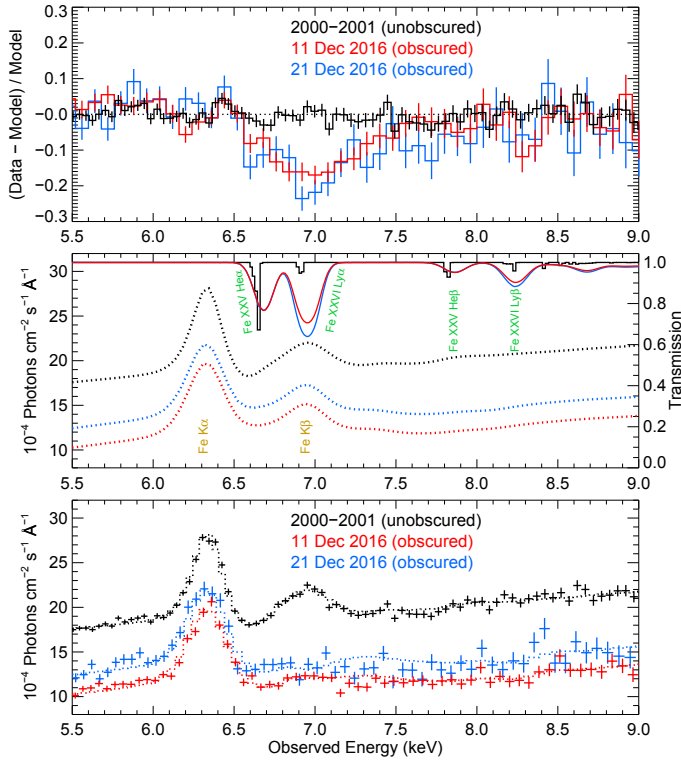 2000−2001 (unobscured)
11 Dec 2016 (obscured)
21 Dec 2016 (obscured)
(Data − Model) / Model
0.3
0.2
0.1
−0.0
−0.1
−0.2
−0.3
5.5 6.0 6.5 7.0 7.5 8.0 8.5 9.0
10⁻⁴ Photons cm⁻² s⁻¹ Å⁻¹
30
25
20
15
10
Fe XXV Heα
Fe XXVI Lyα
Fe XXV Heβ
Fe XXVI Lyβ
Fe Kα
Fe Kβ
1.0
0.8
0.6
0.4
0.2
0.0
Transmission
5.5 6.0 6.5 7.0 7.5 8.0 8.5 9.0
2000−2001 (unobscured)
11 Dec 2016 (obscured)
21 Dec 2016 (obscured)
10⁻⁴ Photons cm⁻² s⁻¹ Å⁻¹
30
25
20
15
10
5.5 6.0 6.5 7.0 7.5 8.0 8.5 9.0
Observed Energy (keV)